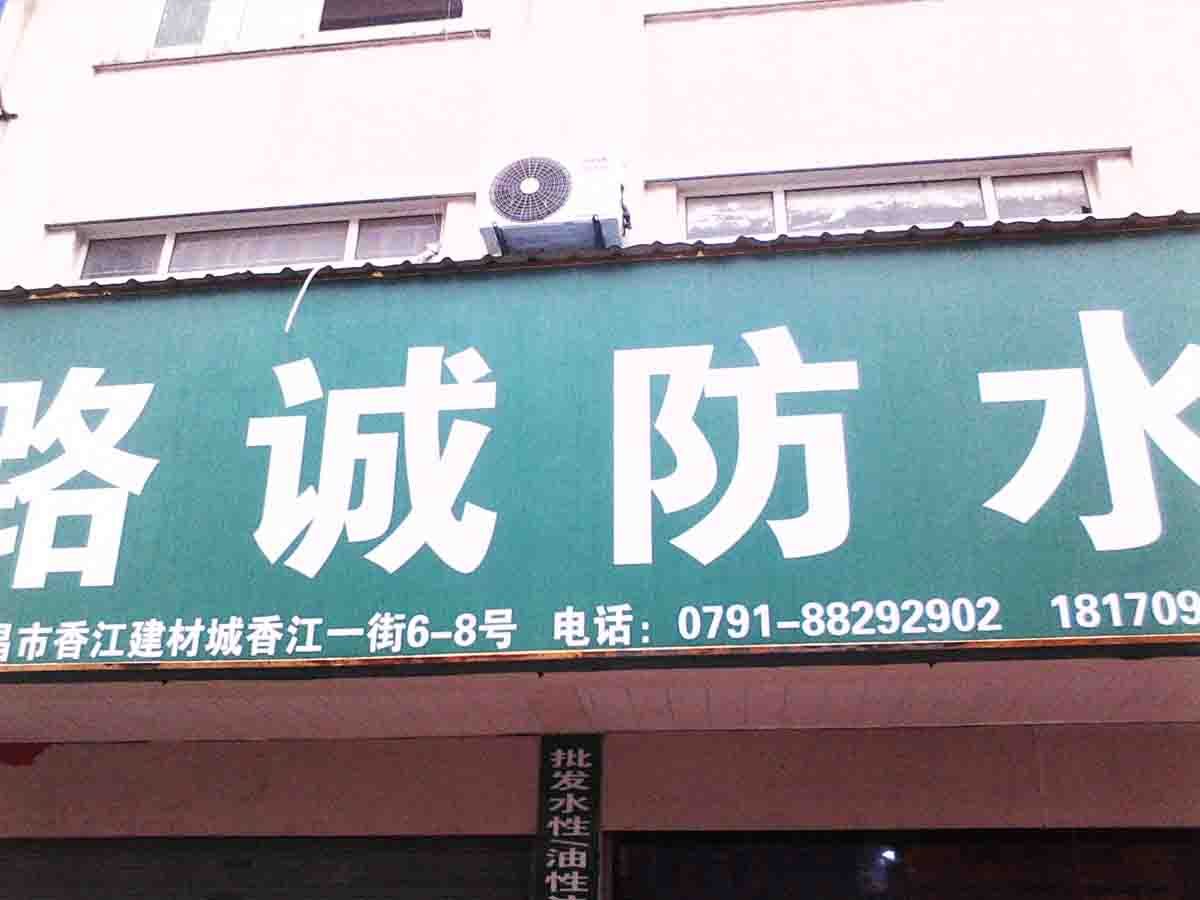 路诚防水
昌市香江建材城香江一街6-8号 电话：0791-88292902 181709
批发水性/油性